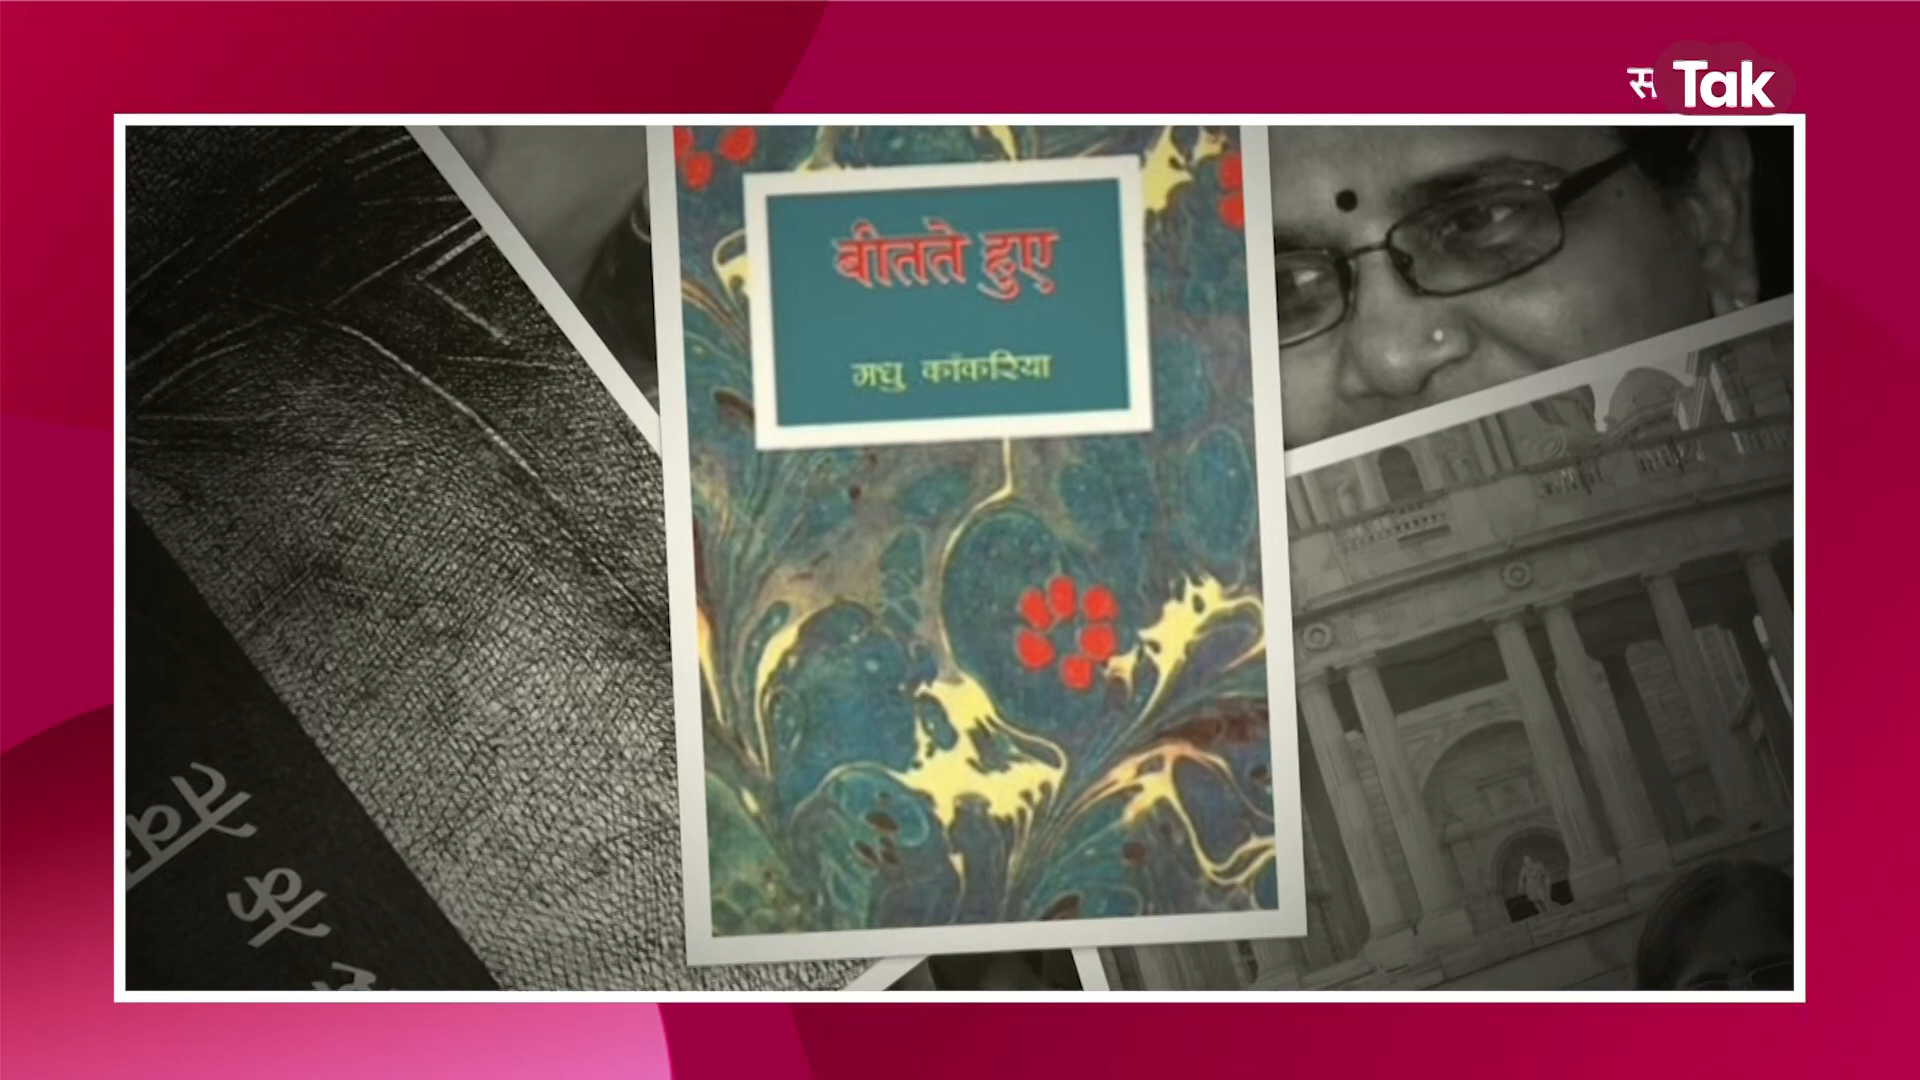 स Tak
बीतते हुए
मधु कांकरिया